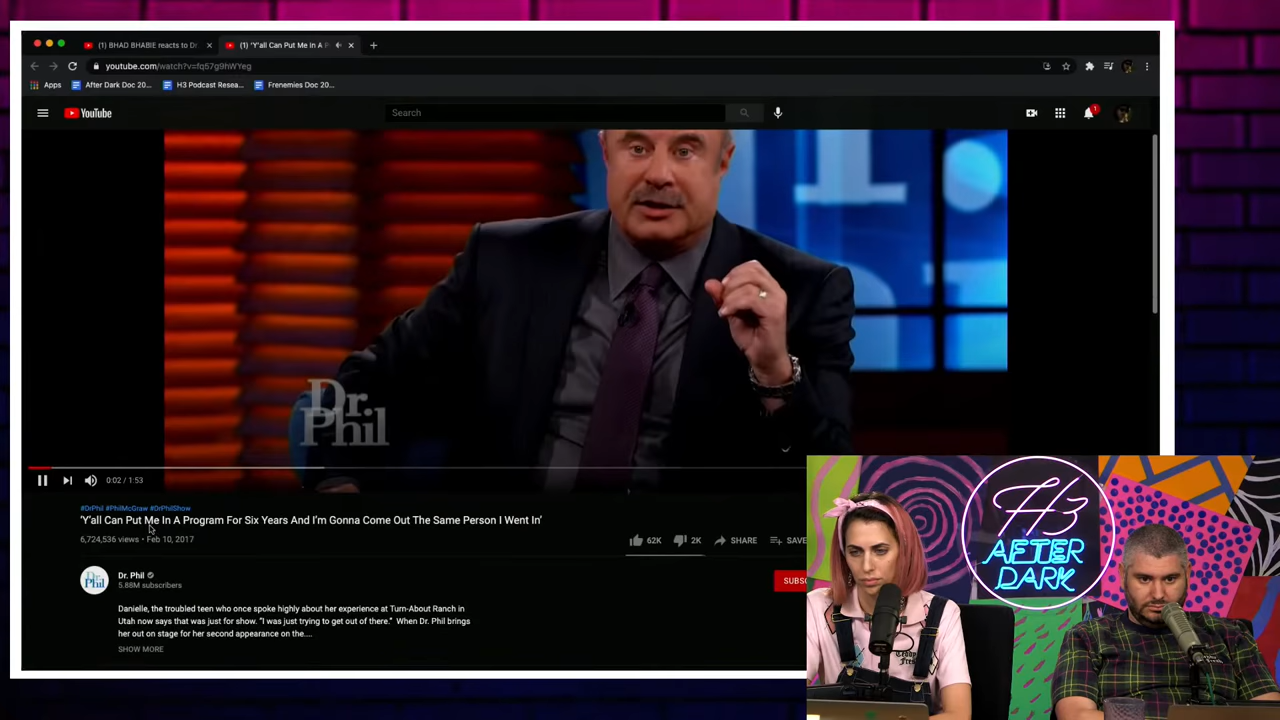 (1) BHAD BHABIE reacts to Dr
(1) 'Y'all Can Put Me In A P
youtube.com/watch?v=fq57g9hWYeg
Apps
After Dark Doc 20...
H3 Podcast Resea...
Frenemies Doc 20...
YouTube
Search
1
Dr.
Phil
0:02 / 1:53
#DrPhil #PhilMcGraw #DrPhilShow
'Y'all Can Put Me In A Program For Six Years And I'm Gonna Come Out The Same Person I Went In'
6,724,536 views • Feb 10, 2017
62K
2K
SHARE
SAVE
Dr. Phil
5.88M subscribers
SUBSC
Danielle, the troubled teen who once spoke highly about her experience at Turn-About Ranch in
Utah now says that was just for show. "I was just trying to get out of there." When Dr. Phil brings
her out on stage for her second appearance on the....
SHOW MORE
H3
AFTER
DARK
Teddy
Fresh